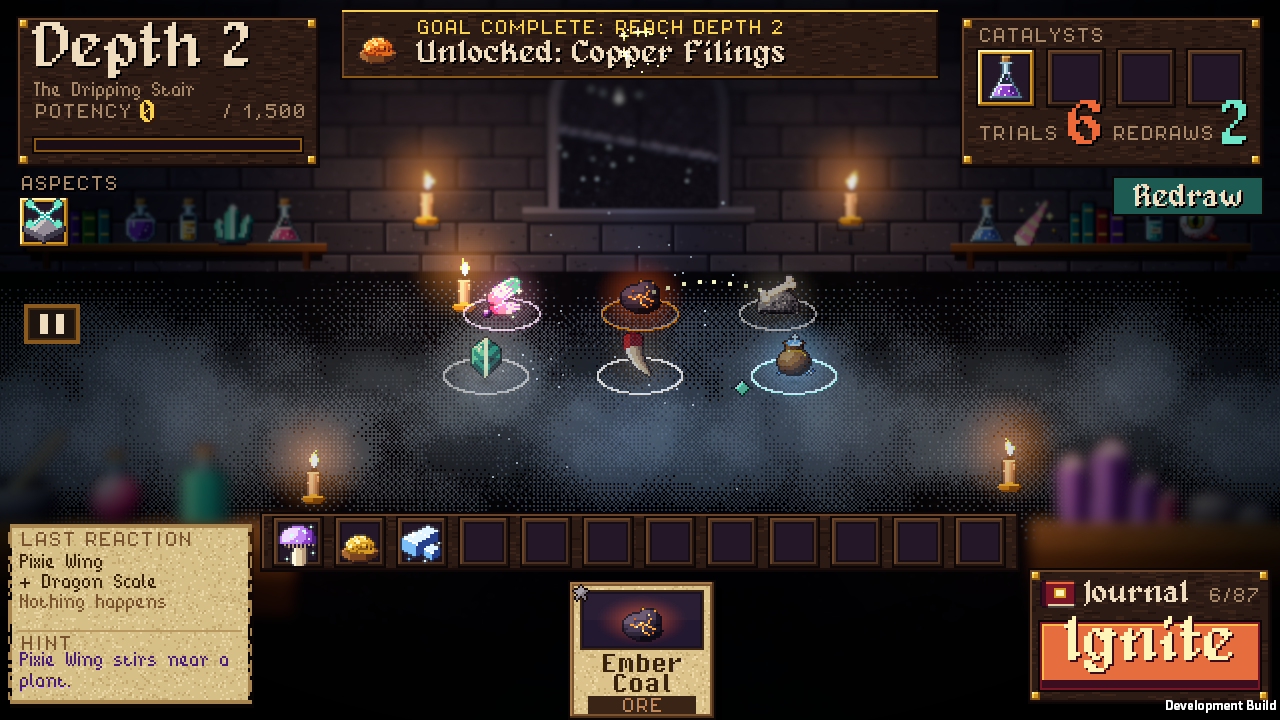 Depth 2
The Dripping Stair
POTENCY 0 / 1,500
GOAL COMPLETE: REACH DEPTH 2
Unlocked: Copper Filings
CATALYSTS
TRIALS 6 REDRAWS 2
Redraw
ASPECTS
LAST REACTION
Pixie Wing
+ Dragon Scale
Nothing happens
HINT
Pixie Wing stirs near a
plant.
Ember
Coal
ORE
Journal 6/87
Ignite
Development Build